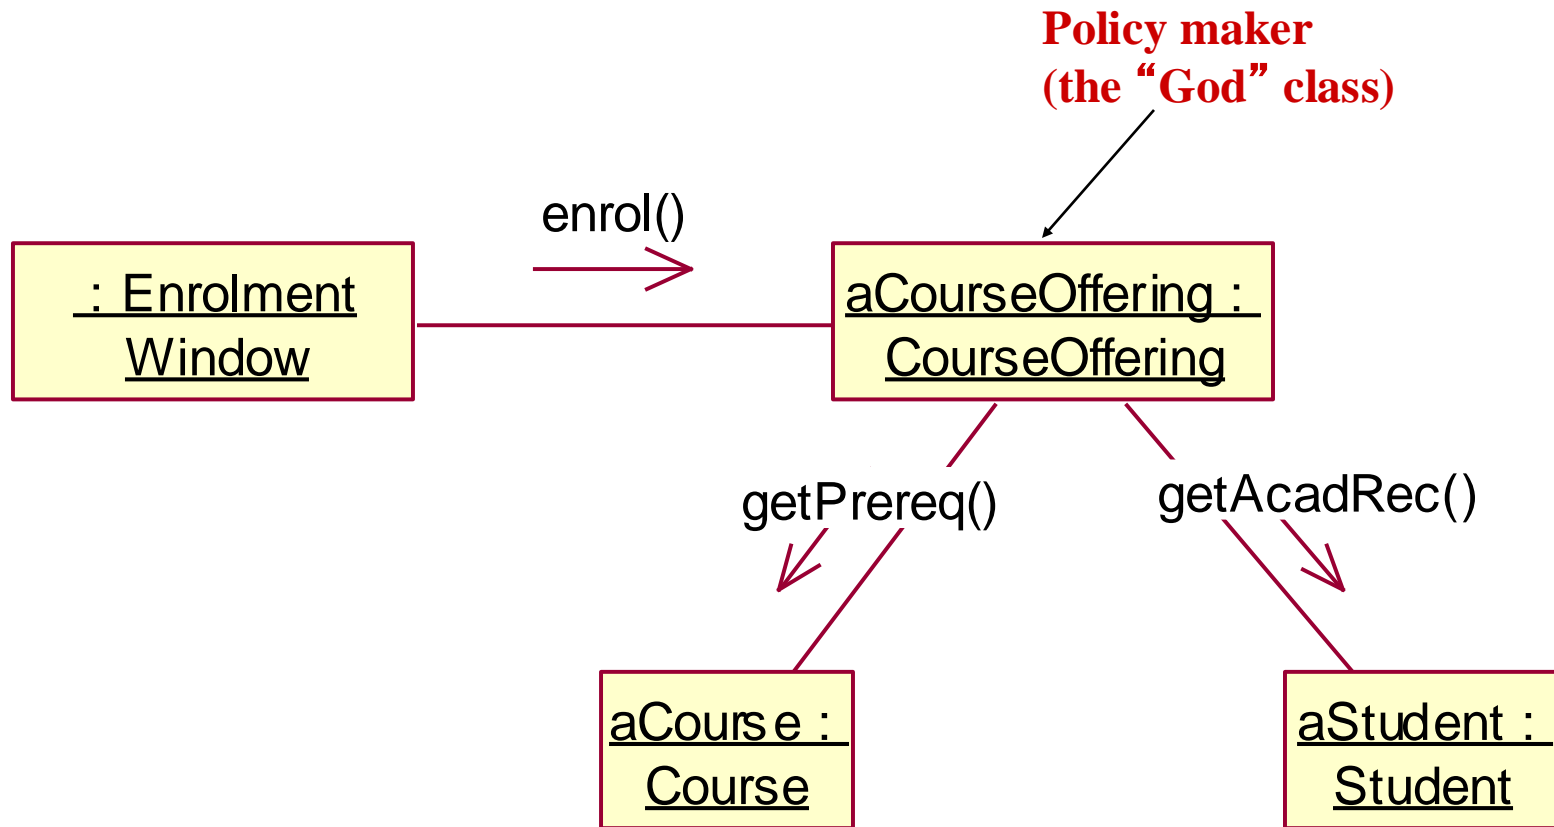 Policy maker
(the “God” class)
enrol()
: Enrolment
Window
aCourseOffering :
CourseOffering
getPrereq()
getAcadRec()
aCourse :
Course
aStudent :
Student